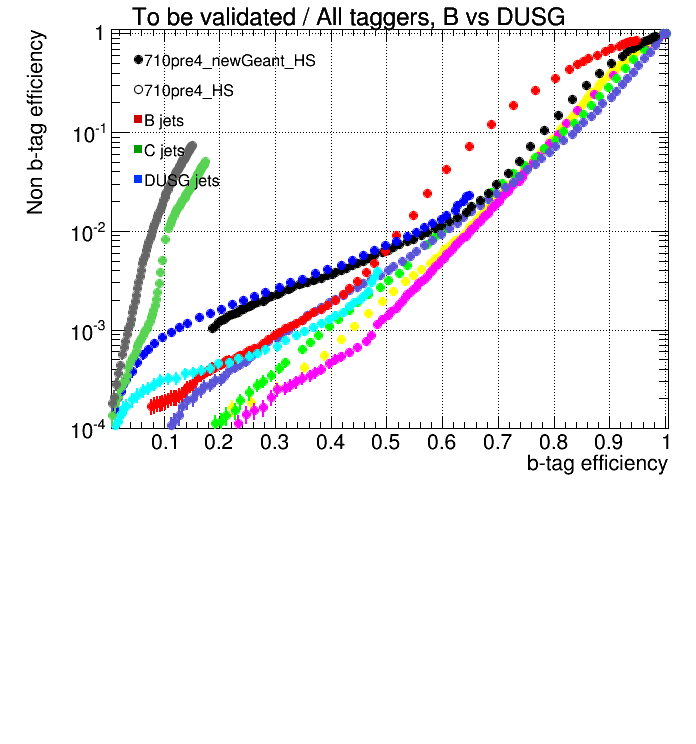 To be validated / All taggers, B vs DUSG
Non b-tag efficiency
1
10-1
10-2
10-3
10-4
710pre4_newGeant_HS
710pre4_HS
B jets
C jets
DUSG jets
0.1 0.2 0.3 0.4 0.5 0.6 0.7 0.8 0.9 1
b-tag efficiency